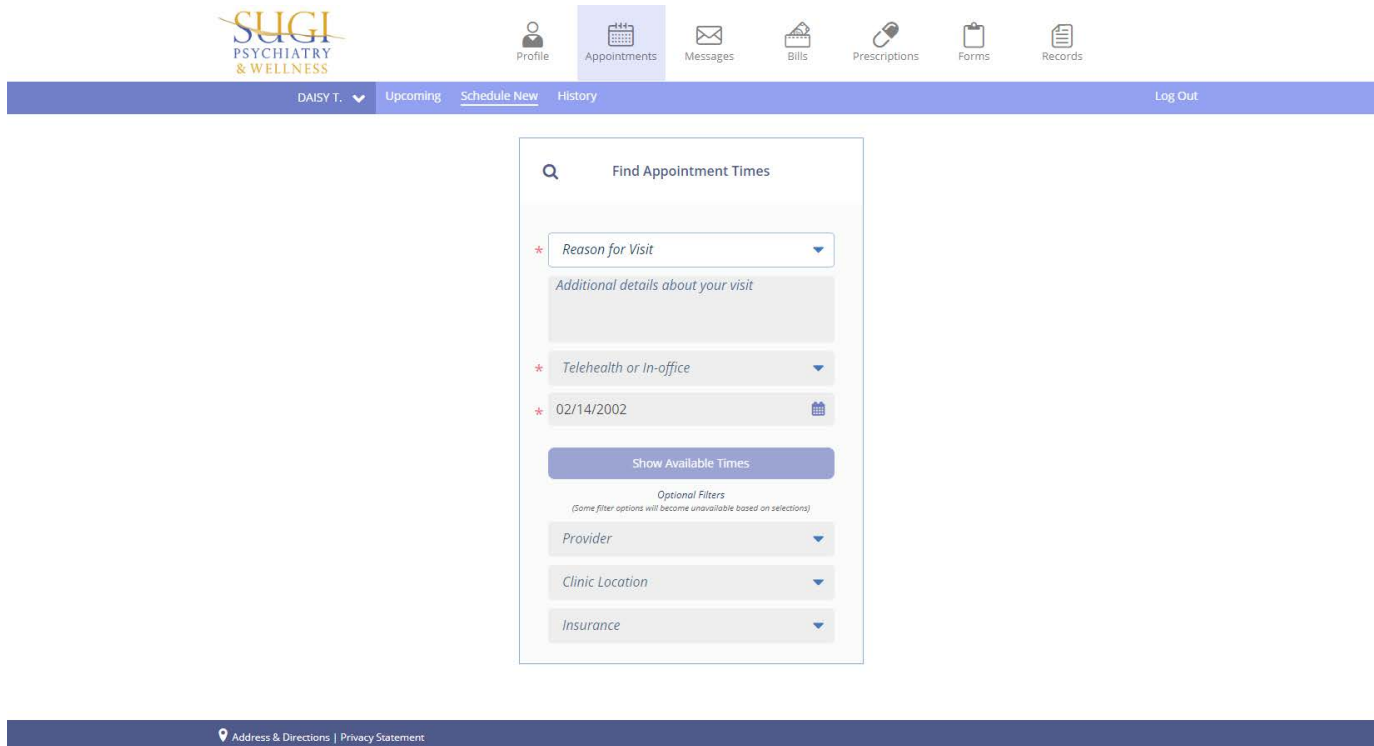 SUGI
PSYCHIATRY
& WELLNESS
Profile
Appointments
Messages
Bills
Prescriptions
Forms
Records
DAISY T.
Upcoming
Schedule New
History
Log Out
Find Appointment Times
* Reason for Visit
Additional details about your visit
* Telehealth or In-office
* 02/14/2002
Show Available Times
Optional Filters
(Some filter options will become unavailable based on selections)
Provider
Clinic Location
Insurance
Address & Directions | Privacy Statement